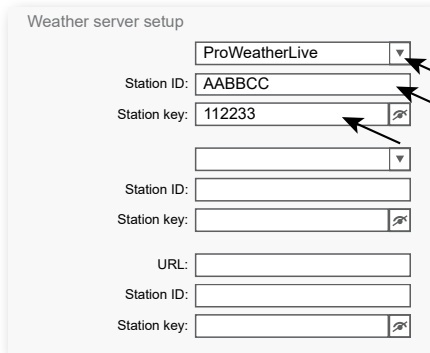 Weather server setup
ProWeatherLive
Station ID: AABBCC
Station key: 112233
Station ID:
Station key:
URL:
Station ID:
Station key: